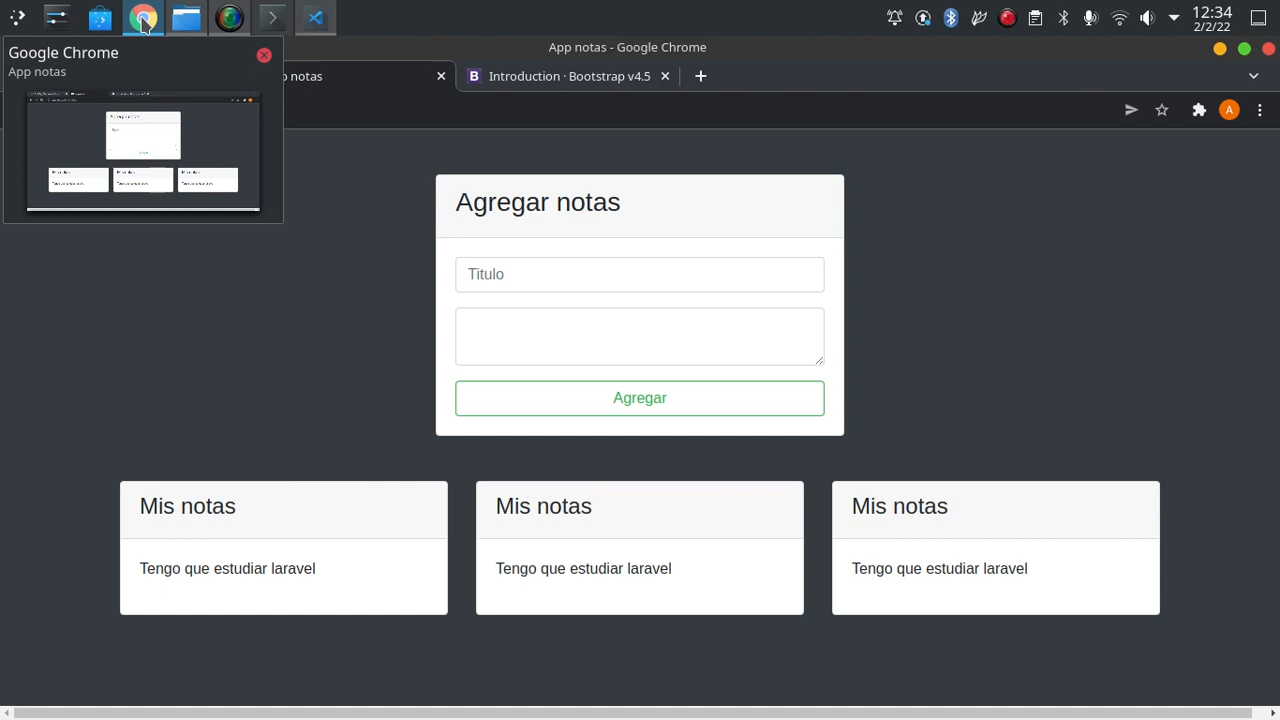 12:34
2/2/22
App notas - Google Chrome
Google Chrome
App notas
o notas
B Introduction · Bootstrap v4.5
A
Agregar notas
Titulo
Agregar
Mis notas
Tengo que estudiar laravel
Mis notas
Tengo que estudiar laravel
Mis notas
Tengo que estudiar laravel